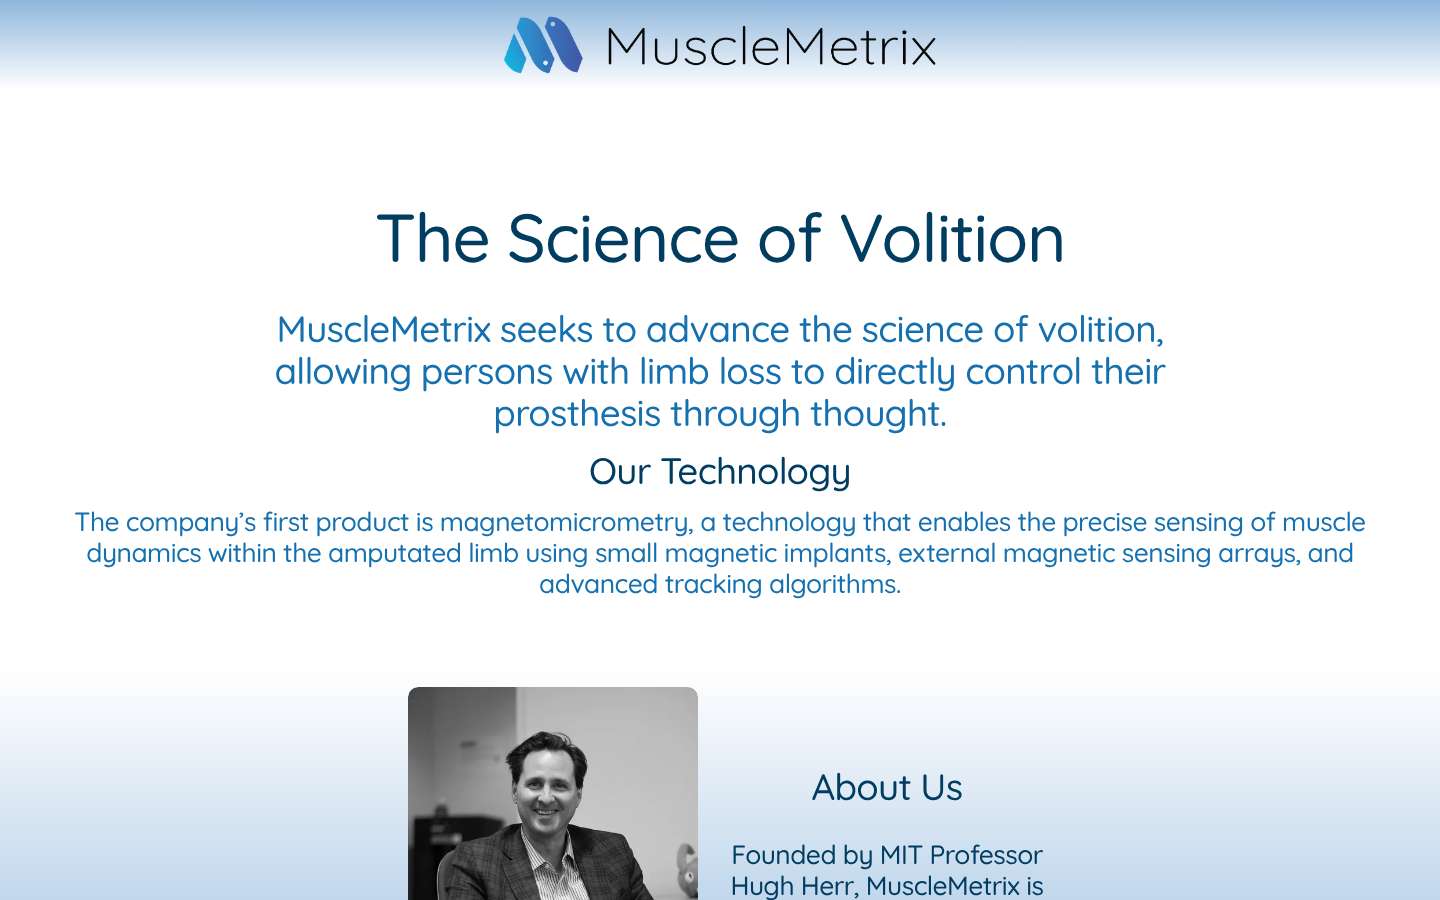 MuscleMetrix
The Science of Volition
MuscleMetrix seeks to advance the science of volition,
allowing persons with limb loss to directly control their
prosthesis through thought.
Our Technology
The company’s first product is magnetomicrometry, a technology that enables the precise sensing of muscle
dynamics within the amputated limb using small magnetic implants, external magnetic sensing arrays, and
advanced tracking algorithms.
About Us
Founded by MIT Professor
Hugh Herr, MuscleMetrix is